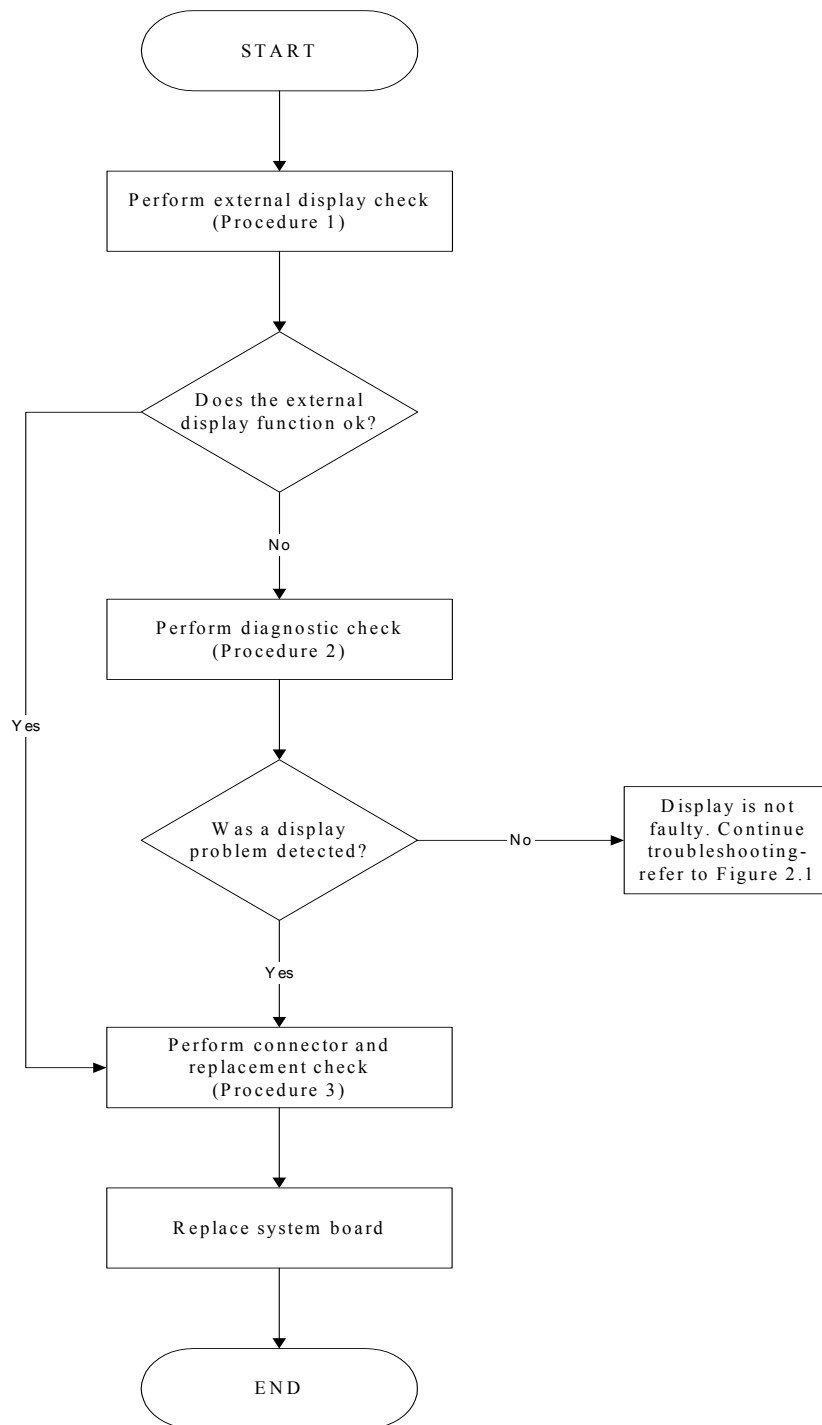 START
Perform external display check
(Procedure 1)
Does the external
display function ok?
No
Perform diagnostic check
(Procedure 2)
Yes
Was a display
problem detected?
No
Display is not
faulty. Continue
troubleshooting-
refer to Figure 2.1
Yes
Perform connector and
replacement check
(Procedure 3)
Replace system board
END